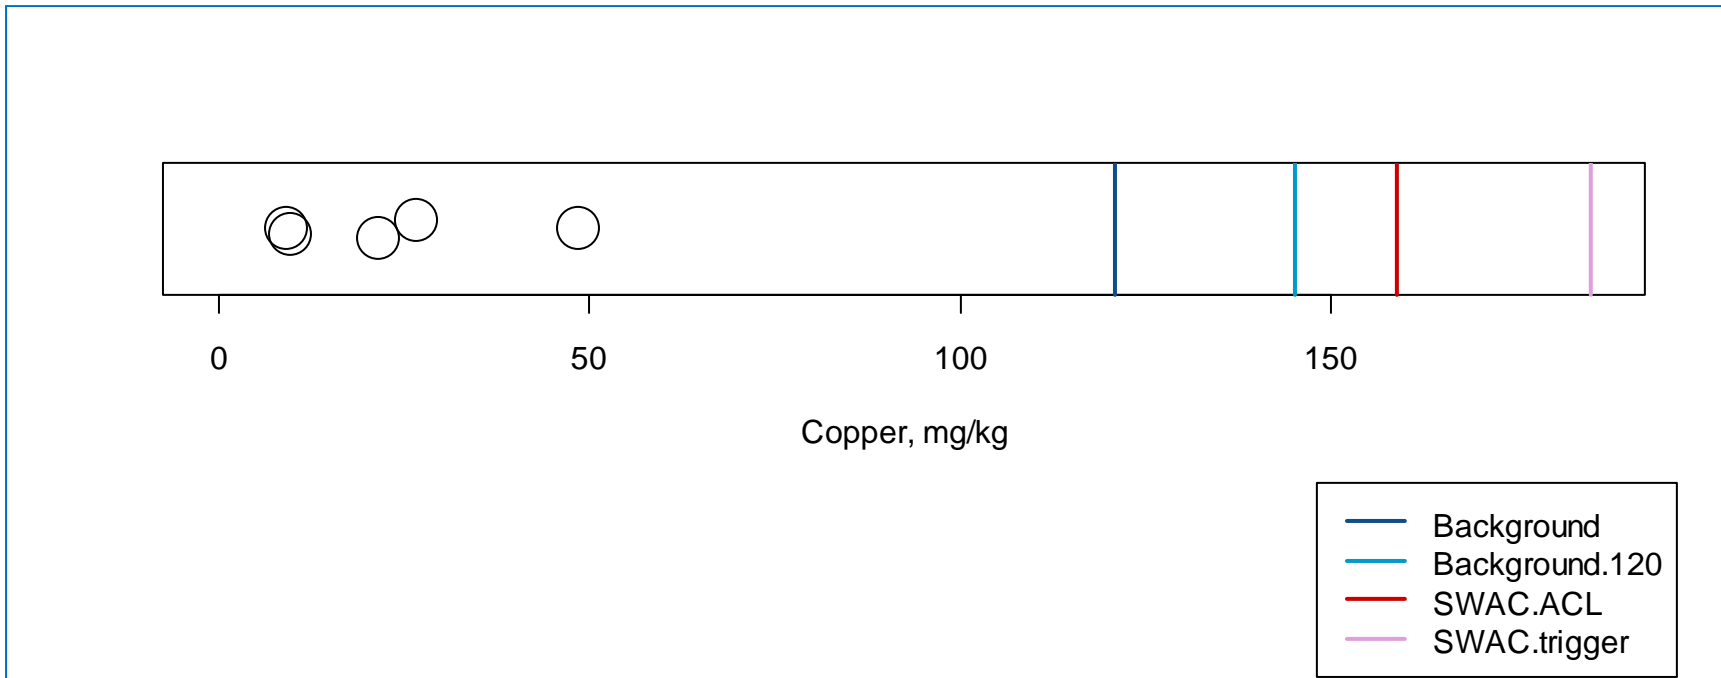 0 50 100 150
Copper, mg/kg
Background
Background.120
SWAC.ACL
SWAC.trigger